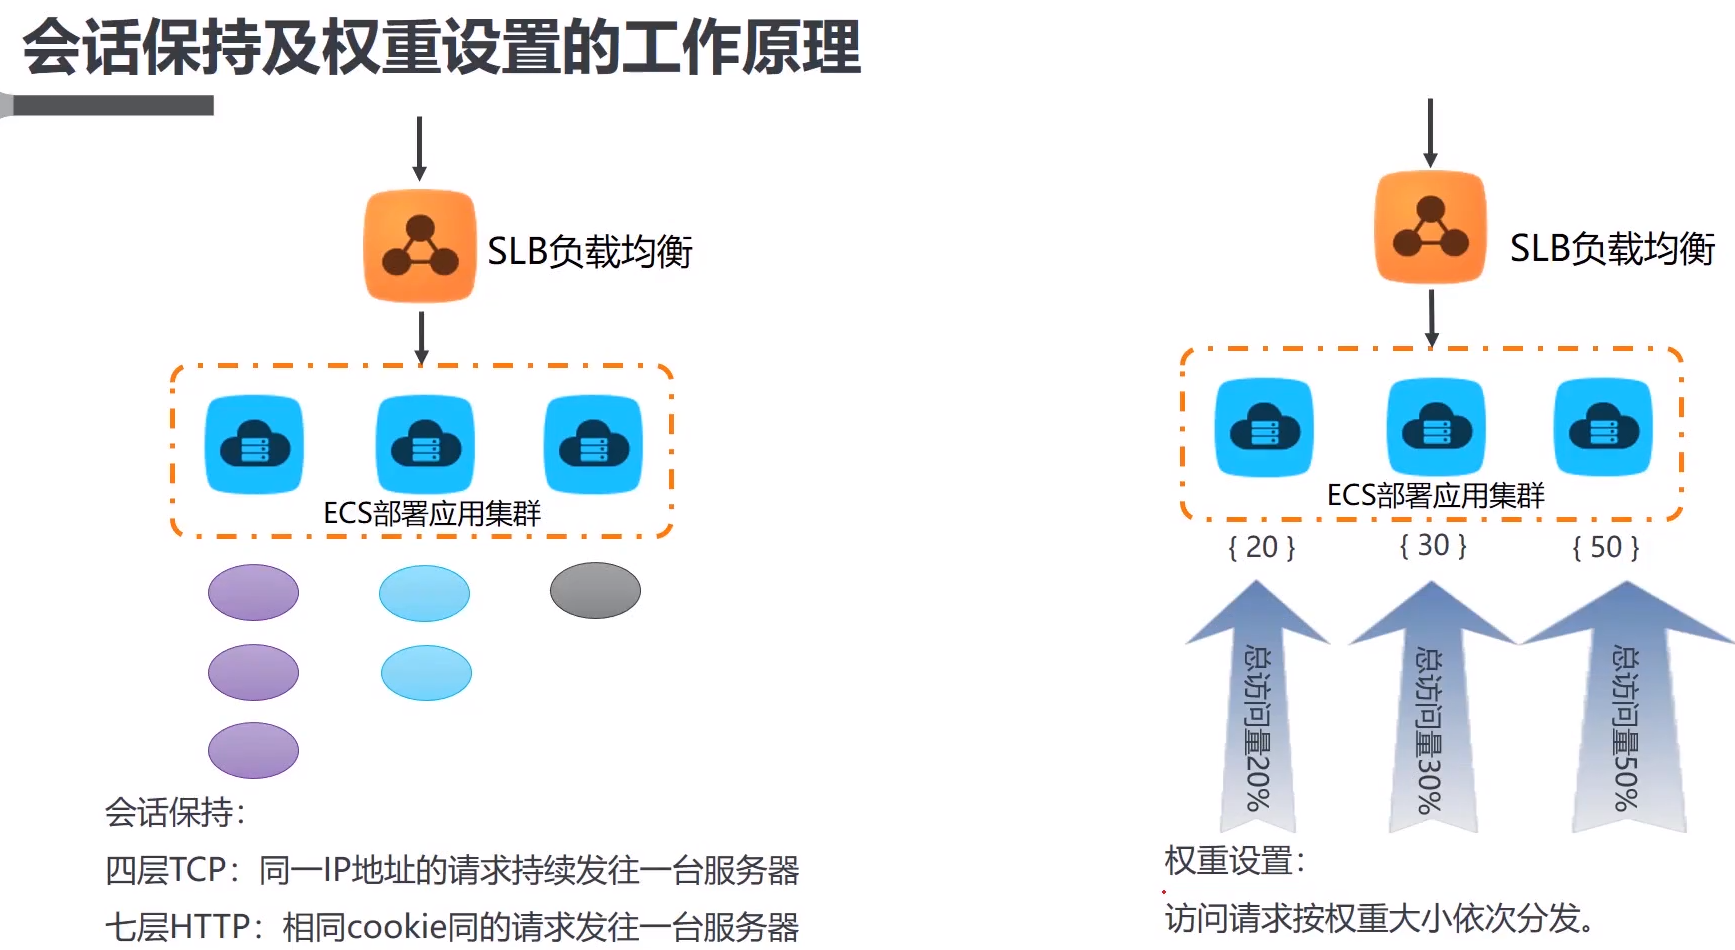 会话保持及权重设置的工作原理
SLB负载均衡
ECS部署应用集群
会话保持：
四层TCP：同一IP地址的请求持续发往一台服务器
七层HTTP：相同cookie同的请求发往一台服务器
SLB负载均衡
ECS部署应用集群
{ 20 }
{ 30 }
{ 50 }
总访问量20%
总访问量30%
总访问量50%
权重设置：
访问请求按权重大小依次分发。